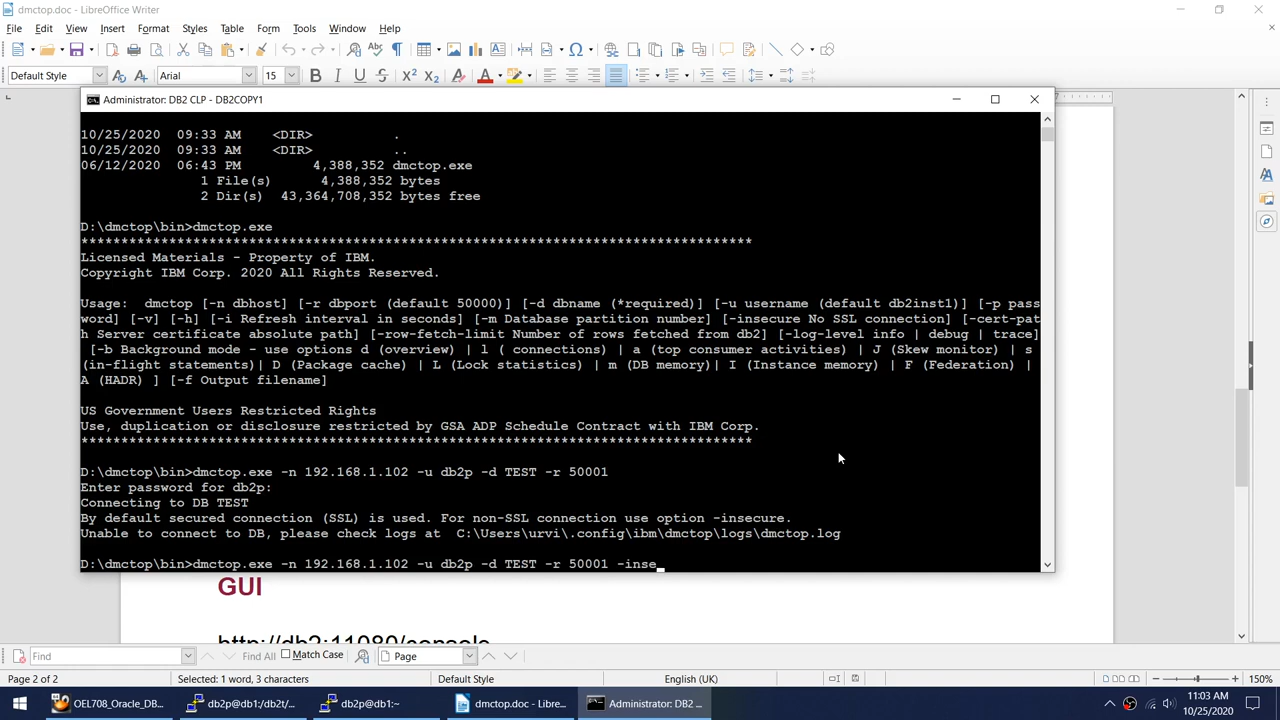 dmctop.doc - LibreOffice Writer
File Edit View Insert Format Styles Table Form Tools Window Help
Default Style Arial 15
Administrator: DB2 CLP - DB2COPY1
10/25/2020 09:33 AM <DIR> .
10/25/2020 09:33 AM <DIR> ..
06/12/2020 06:43 PM 4,388,352 dmctop.exe
1 File(s) 4,388,352 bytes
2 Dir(s) 43,364,708,352 bytes free
D:\dmctop\bin>dmctop.exe
**********************************************************************************
Licensed Materials - Property of IBM.
Copyright IBM Corp. 2020 All Rights Reserved.
Usage: dmctop [-n dbhost] [-r dbport (default 50000)] [-d dbname (*required)] [-u username (default db2inst1)] [-p pass
word] [-v] [-h] [-i Refresh interval in seconds] [-m Database partition number] [-insecure No SSL connection] [-cert-pat
h Server certificate absolute path] [-row-fetch-limit Number of rows fetched from db2] [-log-level info | debug | trace]
[-b Background mode - use options d (overview) | l ( connections) | a (top consumer activities) | J (Skew monitor) | s
(in-flight statements)| D (Package cache) | L (Lock statistics) | m (DB memory)| I (Instance memory) | F (Federation) |
A (HADR) ] [-f Output filename]
US Government Users Restricted Rights
Use, duplication or disclosure restricted by GSA ADP Schedule Contract with IBM Corp.
**********************************************************************************
D:\dmctop\bin>dmctop.exe -n 192.168.1.102 -u db2p -d TEST -r 50001
Enter password for db2p:
Connecting to DB TEST
By default secured connection (SSL) is used. For non-SSL connection use option -insecure.
Unable to connect to DB, please check logs at C:\Users\urvi\.config\ibm\dmctop\logs\dmctop.log
D:\dmctop\bin>dmctop.exe -n 192.168.1.102 -u db2p -d TEST -r 50001 -inse_
GUI
http://db2:11080/console
Find Find All Match Case Page
Page 2 of 2 Selected: 1 word, 3 characters Default Style English (UK) 150%
OEL708_Oracle_DB... db2p@db1:/db2t/... db2p@db1:~ dmctop.doc - Libre... Administrator: DB2 ... 11:03 AM
10/25/2020